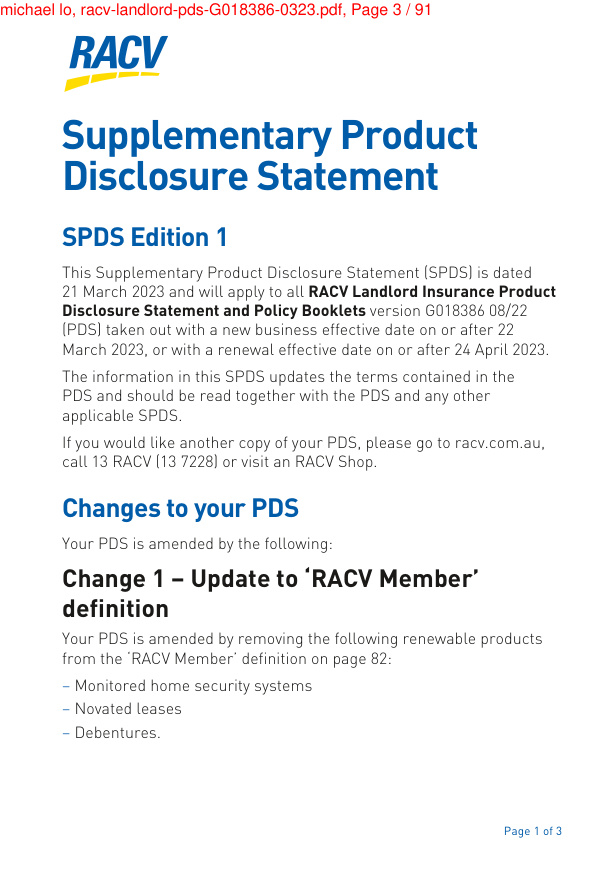 michael lo, racv-landlord-pds-G018386-0323.pdf, Page 3 / 91
RACV
Supplementary Product
Disclosure Statement
SPDS Edition 1
This Supplementary Product Disclosure Statement (SPDS) is dated
21 March 2023 and will apply to all RACV Landlord Insurance Product
Disclosure Statement and Policy Booklets version G018386 08/22
(PDS) taken out with a new business effective date on or after 22
March 2023, or with a renewal effective date on or after 24 April 2023.
The information in this SPDS updates the terms contained in the
PDS and should be read together with the PDS and any other
applicable SPDS.
If you would like another copy of your PDS, please go to racv.com.au,
call 13 RACV (13 7228) or visit an RACV Shop.
Changes to your PDS
Your PDS is amended by the following:
Change 1 – Update to ‘RACV Member’
definition
Your PDS is amended by removing the following renewable products
from the ‘RACV Member’ definition on page 82:
– Monitored home security systems
– Novated leases
– Debentures.
Page 1 of 3